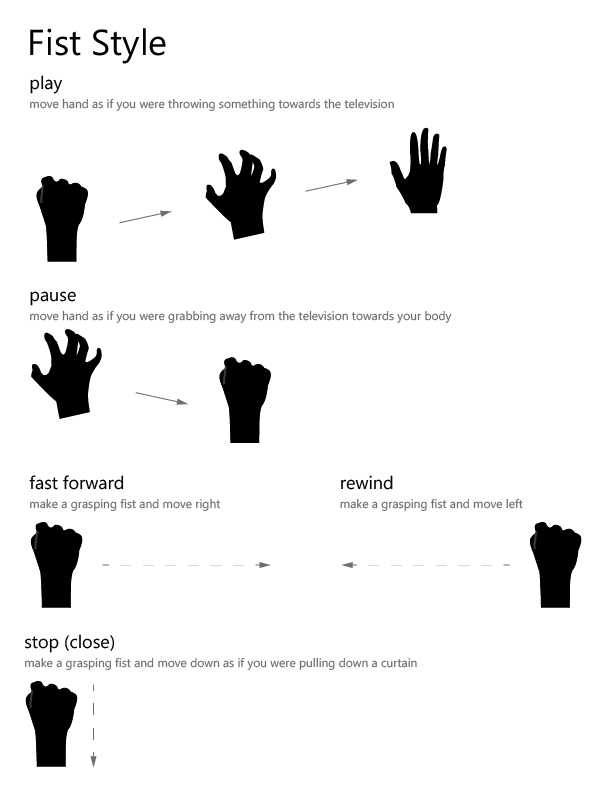 Fist Style
play
move hand as if you were throwing something towards the television
pause
move hand as if you were grabbing away from the television towards your body
fast forward
make a grasping fist and move right
rewind
make a grasping fist and move left
stop (close)
make a grasping fist and move down as if you were pulling down a curtain